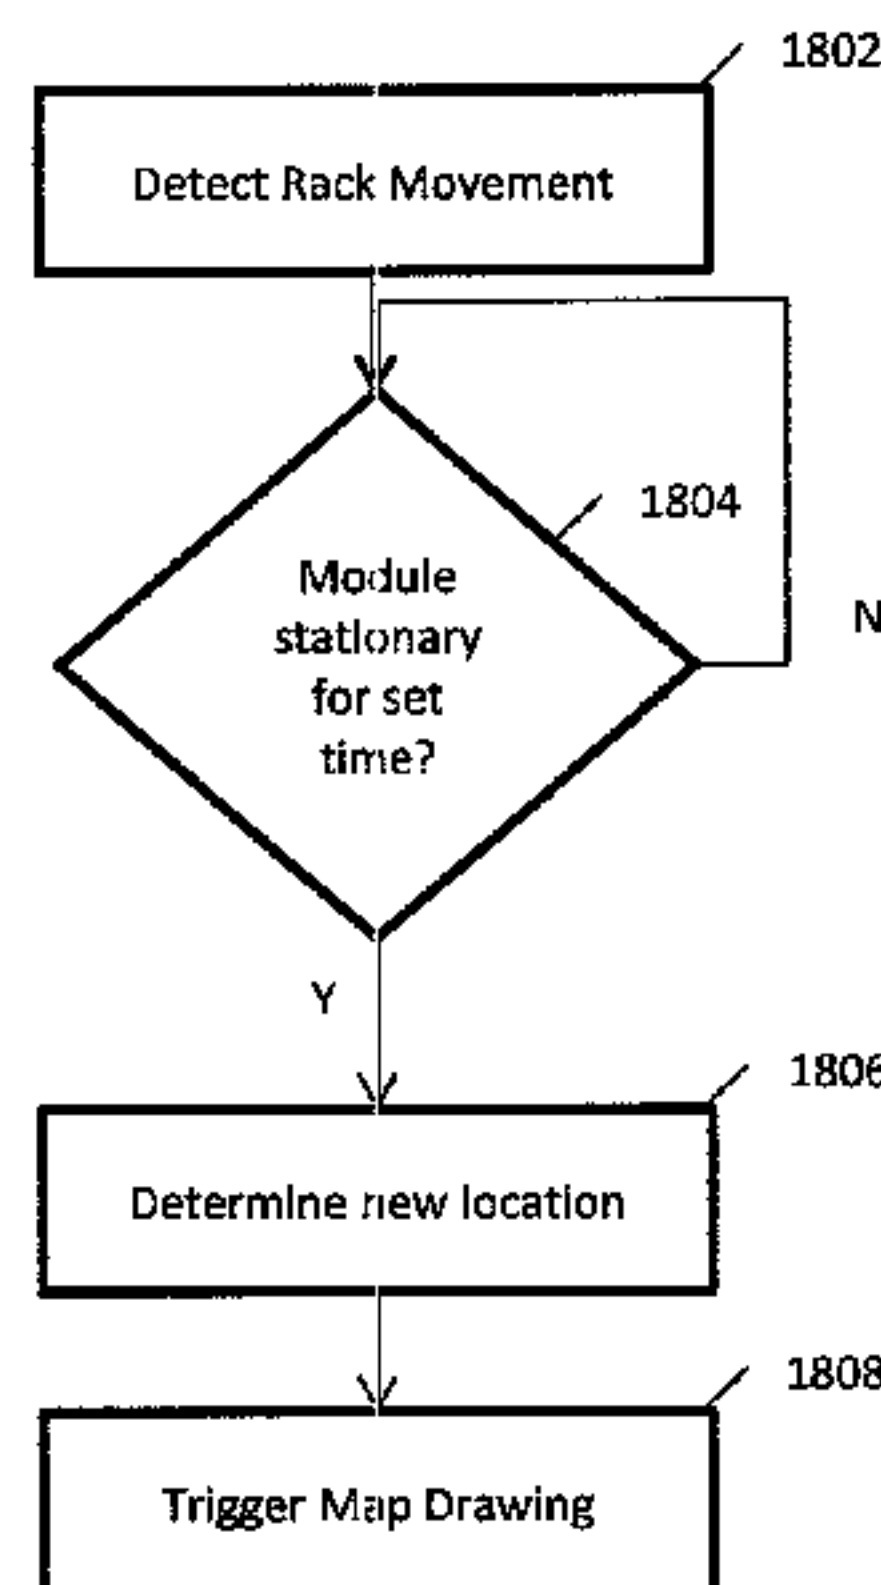 1802
Detect Rack Movement
1804
Module
stationary
for set
time?
N
Y
1806
Determine new location
1808
Trigger Map Drawing